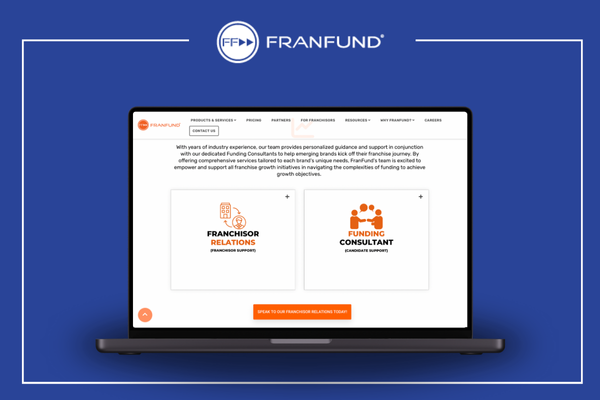 FF
FRANFUND®
FRANFUND
PRODUCTS & SERVICES
PRICING
PARTNERS
FOR FRANCHISORS
RESOURCES
WHY FRANFUND?
CAREERS
CONTACT US
With years of industry experience, our team provides personalized guidance and support in conjunction
with our dedicated Funding Consultants to help emerging brands kick off their franchise journey. By
offering comprehensive services tailored to each brand's unique needs, FranFund's team is excited to
empower and support all franchise growth initiatives in navigating the complexities of funding to achieve
growth objectives.
+
FRANCHISOR
RELATIONS
(FRANCHISOR SUPPORT)
+
FUNDING
CONSULTANT
(CANDIDATE SUPPORT)
SPEAK TO OUR FRANCHISOR RELATIONS TODAY!